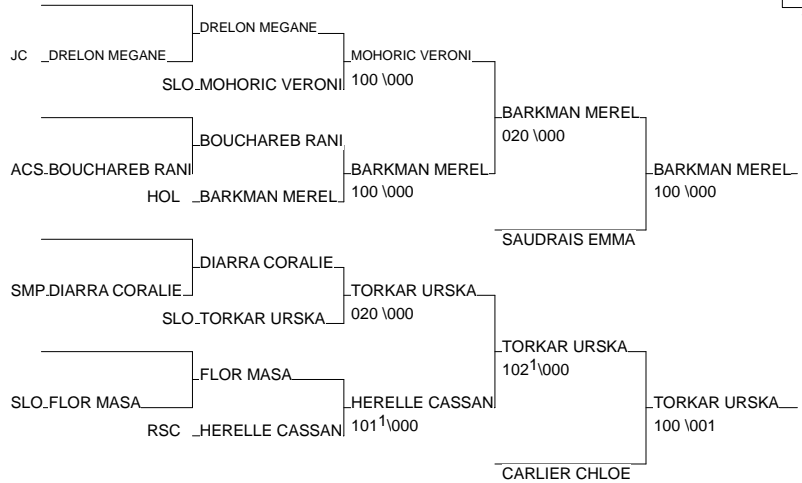 DRELON MEGANE
JC DRELON MEGANE MOHORIC VERONI
SLO MOHORIC VERONI 100 \000
BARKMAN MEREL
020 \000
BOUCHAREB RANI
ACS BOUCHAREB RANI BARKMAN MEREL BARKMAN MEREL
HOL BARKMAN MEREL 100 \000 100 \000
SAUDRAIS EMMA
DIARRA CORALIE
SMP DIARRA CORALIE TORKAR URSKA
SLO TORKAR URSKA 020 \000
TORKAR URSKA
102¹\000
FLOR MASA
SLO FLOR MASA HERELLE CASSAN TORKAR URSKA
RSC HERELLE CASSAN 101¹\000 100 \001
CARLIER CHLOE